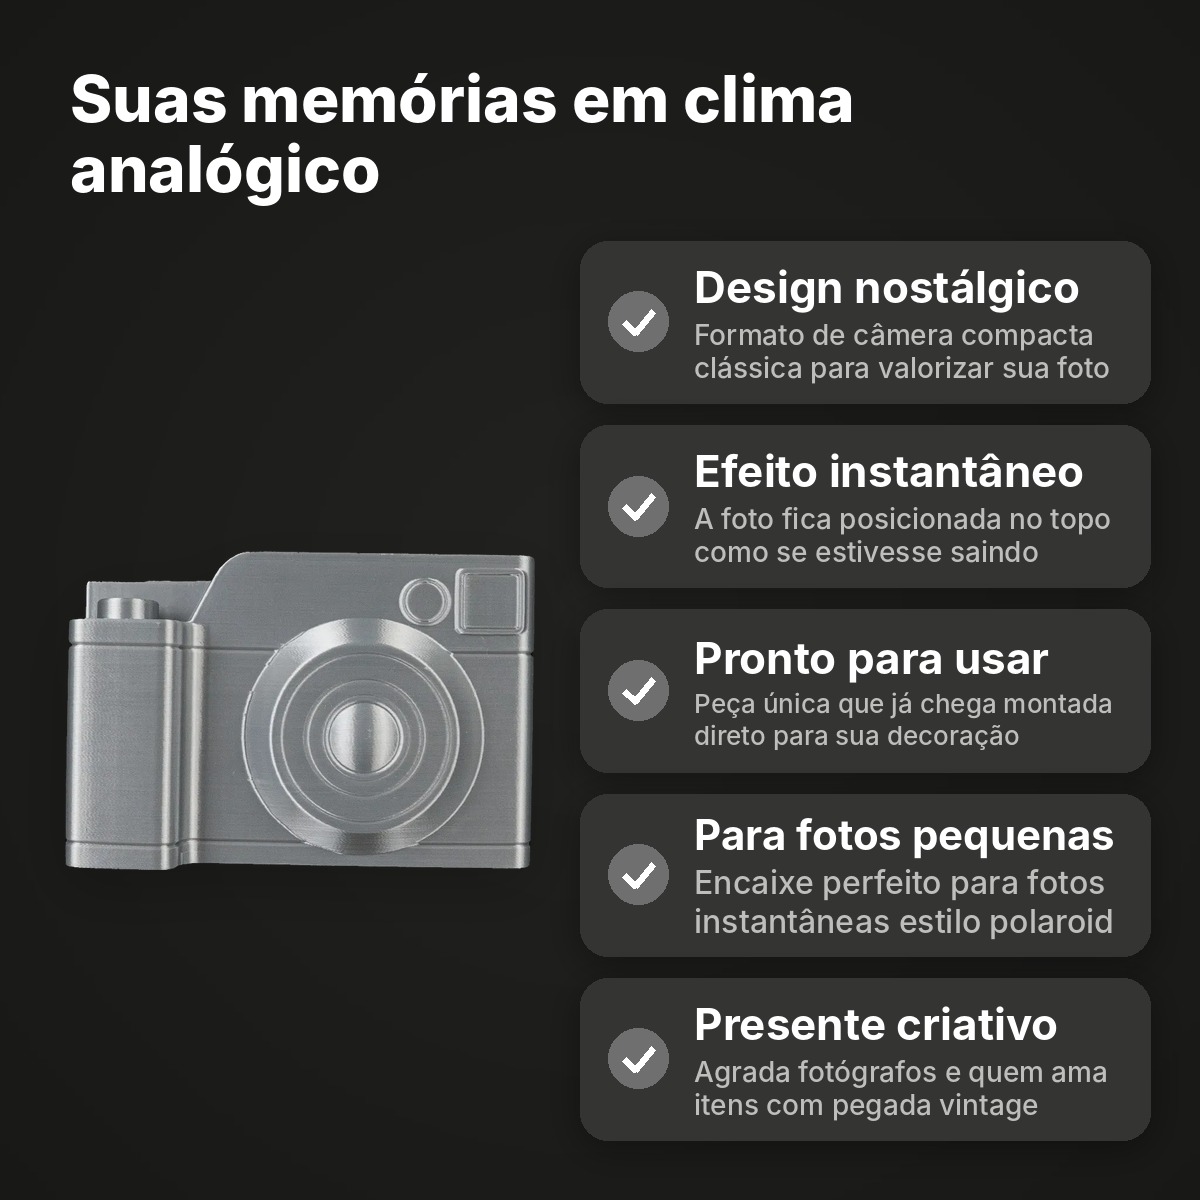 Suas memórias em clima
analógico
Design nostálgico
Formato de câmera compacta
clássica para valorizar sua foto
Efeito instantâneo
A foto fica posicionada no topo
como se estivesse saindo
Pronto para usar
Peça única que já chega montada
direto para sua decoração
Para fotos pequenas
Encaixe perfeito para fotos
instantâneas estilo polaroid
Presente criativo
Agrada fotógrafos e quem ama
itens com pegada vintage